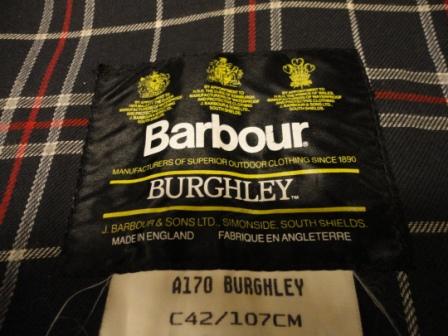 Barbour
MANUFACTURERS OF SUPERIOR OUTDOOR CLOTHING SINCE 1890
BURGHLEY™
J. BARBOUR & SONS LTD., SIMONSIDE, SOUTH SHIELDS.
MADE IN ENGLAND FABRIQUE EN ANGLETERRE
A170 BURGHLEY
C42/107CM